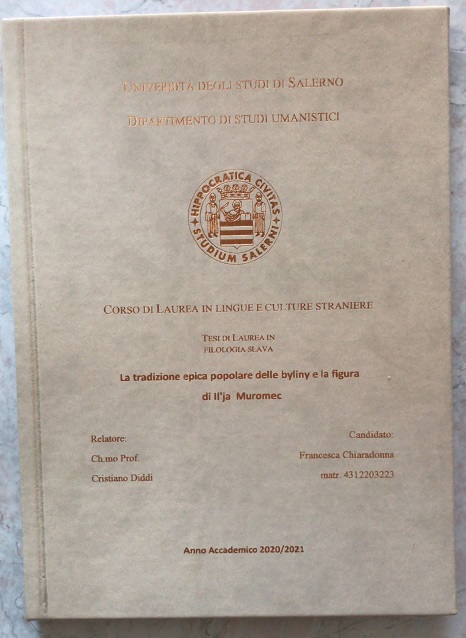 UNIVERSITÀ DEGLI STUDI DI SALERNO
DIPARTIMENTO DI STUDI UMANISTICI
HIPPOCRATICA CIVITAS
STUDIUM SALERNI
CORSO DI LAUREA IN LINGUE E CULTURE STRANIERE
TESI DI LAUREA IN
FILOLOGIA SLAVA
La tradizione epica popolare delle byliny e la figura
di Il'ja Muromec
Relatore:
Ch.mo Prof.
Cristiano Diddi
Candidato:
Francesca Chiaradonna
matr. 4312203223
Anno Accademico 2020/2021